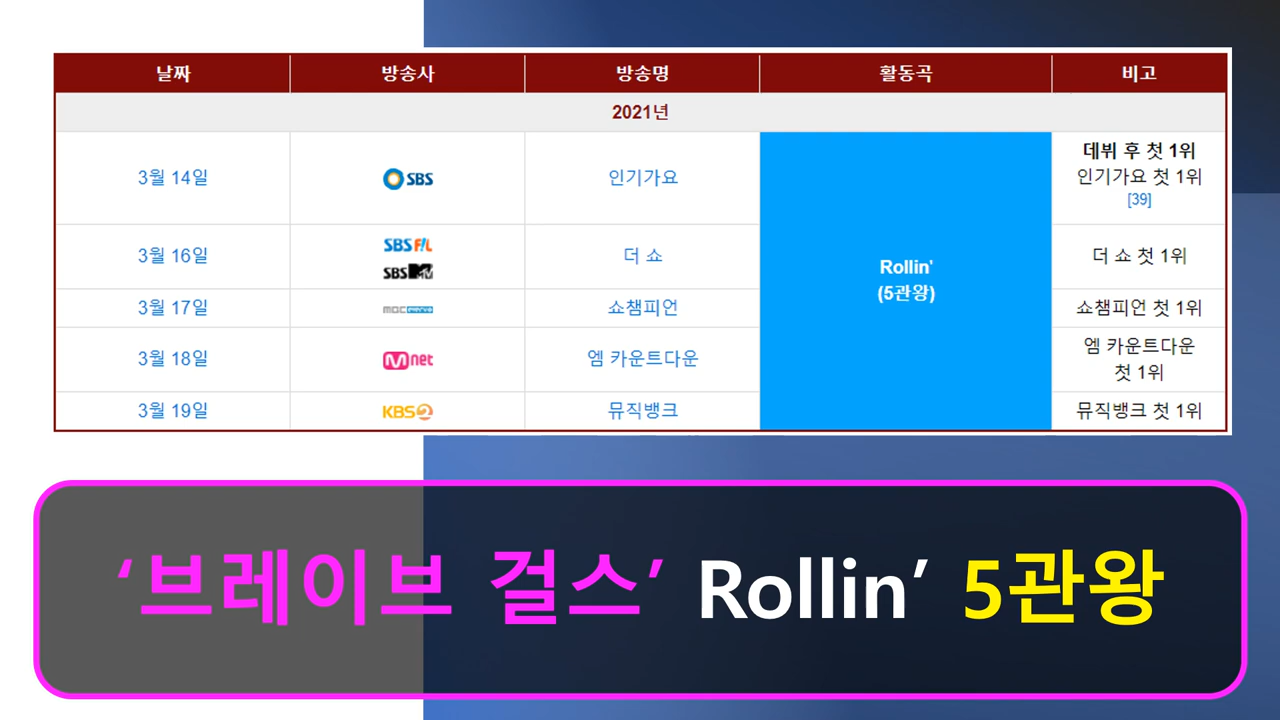 날짜 방송사 방송명 활동곡 비고
2021년
3월 14일 SBS 인기가요 데뷔 후 첫 1위
인기가요 첫 1위
[39]
3월 16일 SBS F!L 더 쇼 더 쇼 첫 1위
SBS MTV
Rollin'
(5관왕)
3월 17일 MBC 쇼챔피언 쇼챔피언 첫 1위
3월 18일 Mnet 엠 카운트다운 엠 카운트다운
첫 1위
3월 19일 KBS2 뮤직뱅크 뮤직뱅크 첫 1위
‘브레이브 걸스’ Rollin’ 5관왕